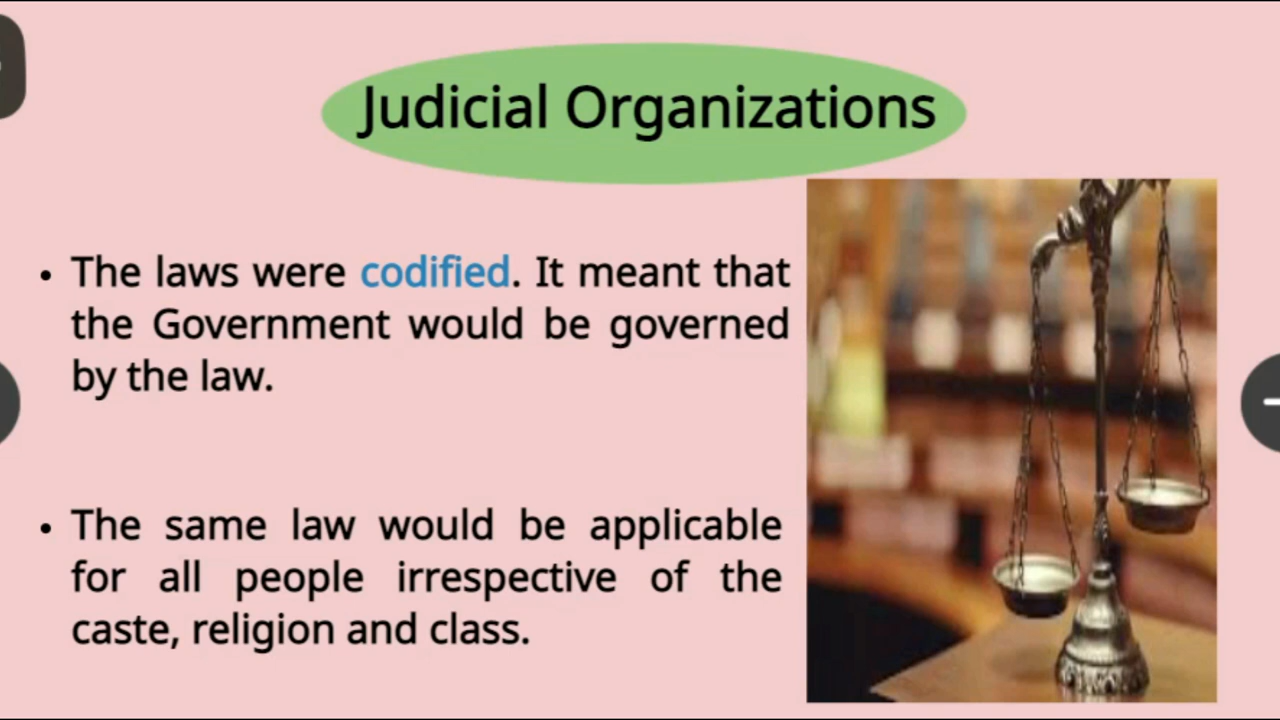 Judicial Organizations
• The laws were codified. It meant that
the Government would be governed
by the law.
• The same law would be applicable
for all people irrespective of the
caste, religion and class.